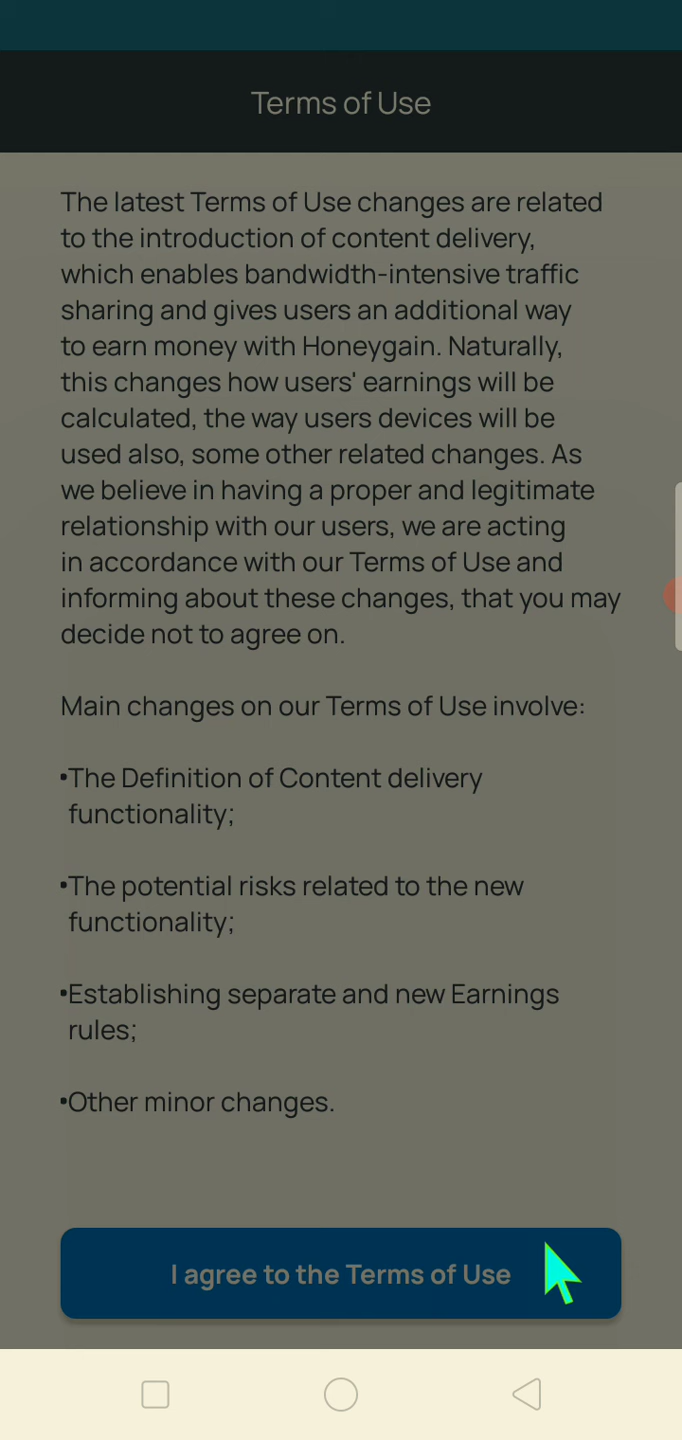 Terms of Use
The latest Terms of Use changes are related
to the introduction of content delivery,
which enables bandwidth-intensive traffic
sharing and gives users an additional way
to earn money with Honeygain. Naturally,
this changes how users' earnings will be
calculated, the way users devices will be
used also, some other related changes. As
we believe in having a proper and legitimate
relationship with our users, we are acting
in accordance with our Terms of Use and
informing about these changes, that you may
decide not to agree on.
Main changes on our Terms of Use involve:
•The Definition of Content delivery
functionality;
•The potential risks related to the new
functionality;
•Establishing separate and new Earnings
rules;
•Other minor changes.
I agree to the Terms of Use